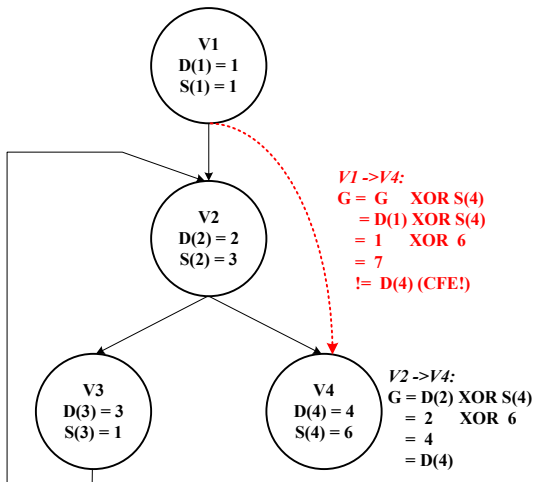 V1
D(1) = 1
S(1) = 1
V1 ->V4:
G = G XOR S(4)
= D(1) XOR S(4)
= 1 XOR 6
= 7
!= D(4) (CFE!)
V2
D(2) = 2
S(2) = 3
V3
D(3) = 3
S(3) = 1
V4
D(4) = 4
S(4) = 6
V2 ->V4:
G = D(2) XOR S(4)
= 2 XOR 6
= 4
= D(4)